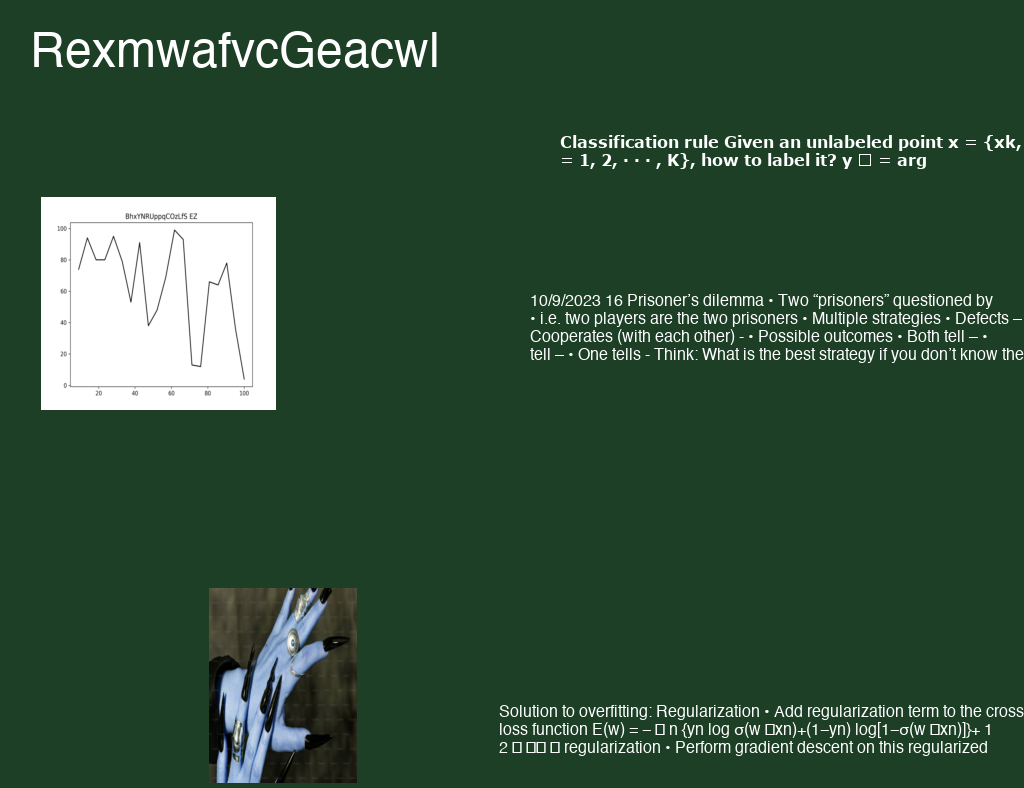 RexmwafvcGeacwl
Classification rule Given an unlabeled point x = {xk,
= 1, 2, · · · , K}, how to label it? y □ = arg
BhxYNRUppqCOzLfS EZ
100
80
60
40
20
0
20 40 60 80 100
10/9/2023 16 Prisoner’s dilemma • Two “prisoners” questioned by
• i.e. two players are the two prisoners • Multiple strategies • Defects –
Cooperates (with each other) - • Possible outcomes • Both tell – •
tell – • One tells - Think: What is the best strategy if you don’t know the
Solution to overfitting: Regularization • Add regularization term to the cross
loss function E(w) = – □ n {yn log σ(w □xn)+(1−yn) log[1−σ(w □xn)]}+ 1
2 □ □□ □ regularization • Perform gradient descent on this regularized